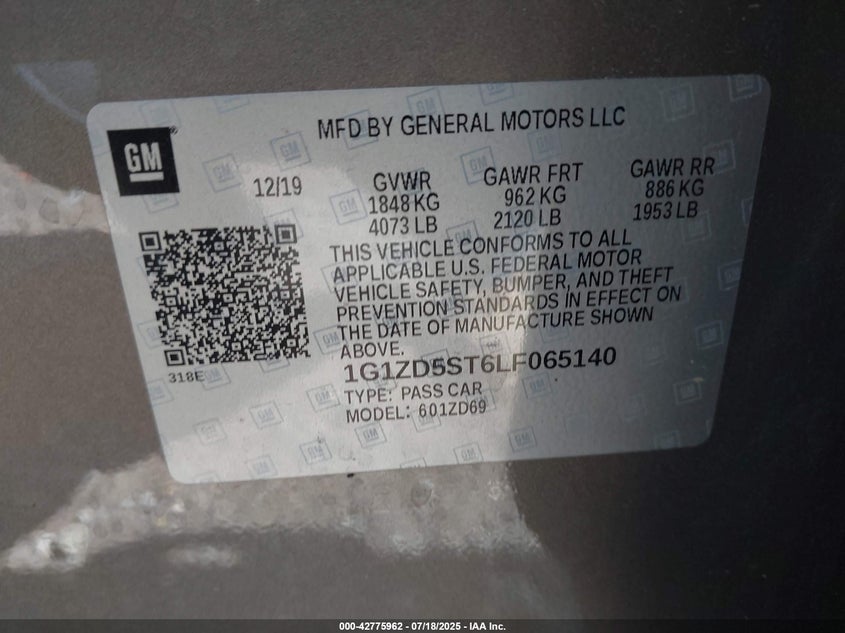 GM®
MFD BY GENERAL MOTORS LLC
12/19
GVWR
1848 KG
4073 LB
GAWR FRT
962 KG
2120 LB
GAWR RR
886 KG
1953 LB
THIS VEHICLE CONFORMS TO ALL
APPLICABLE U.S. FEDERAL MOTOR
VEHICLE SAFETY, BUMPER, AND THEFT
PREVENTION STANDARDS IN EFFECT ON
THE DATE OF MANUFACTURE SHOWN
ABOVE.
318E
1G1ZD5ST6LF065140
TYPE: PASS CAR
MODEL: 601ZD69
000-42775962 / 07/18/2025 - IAA Inc.